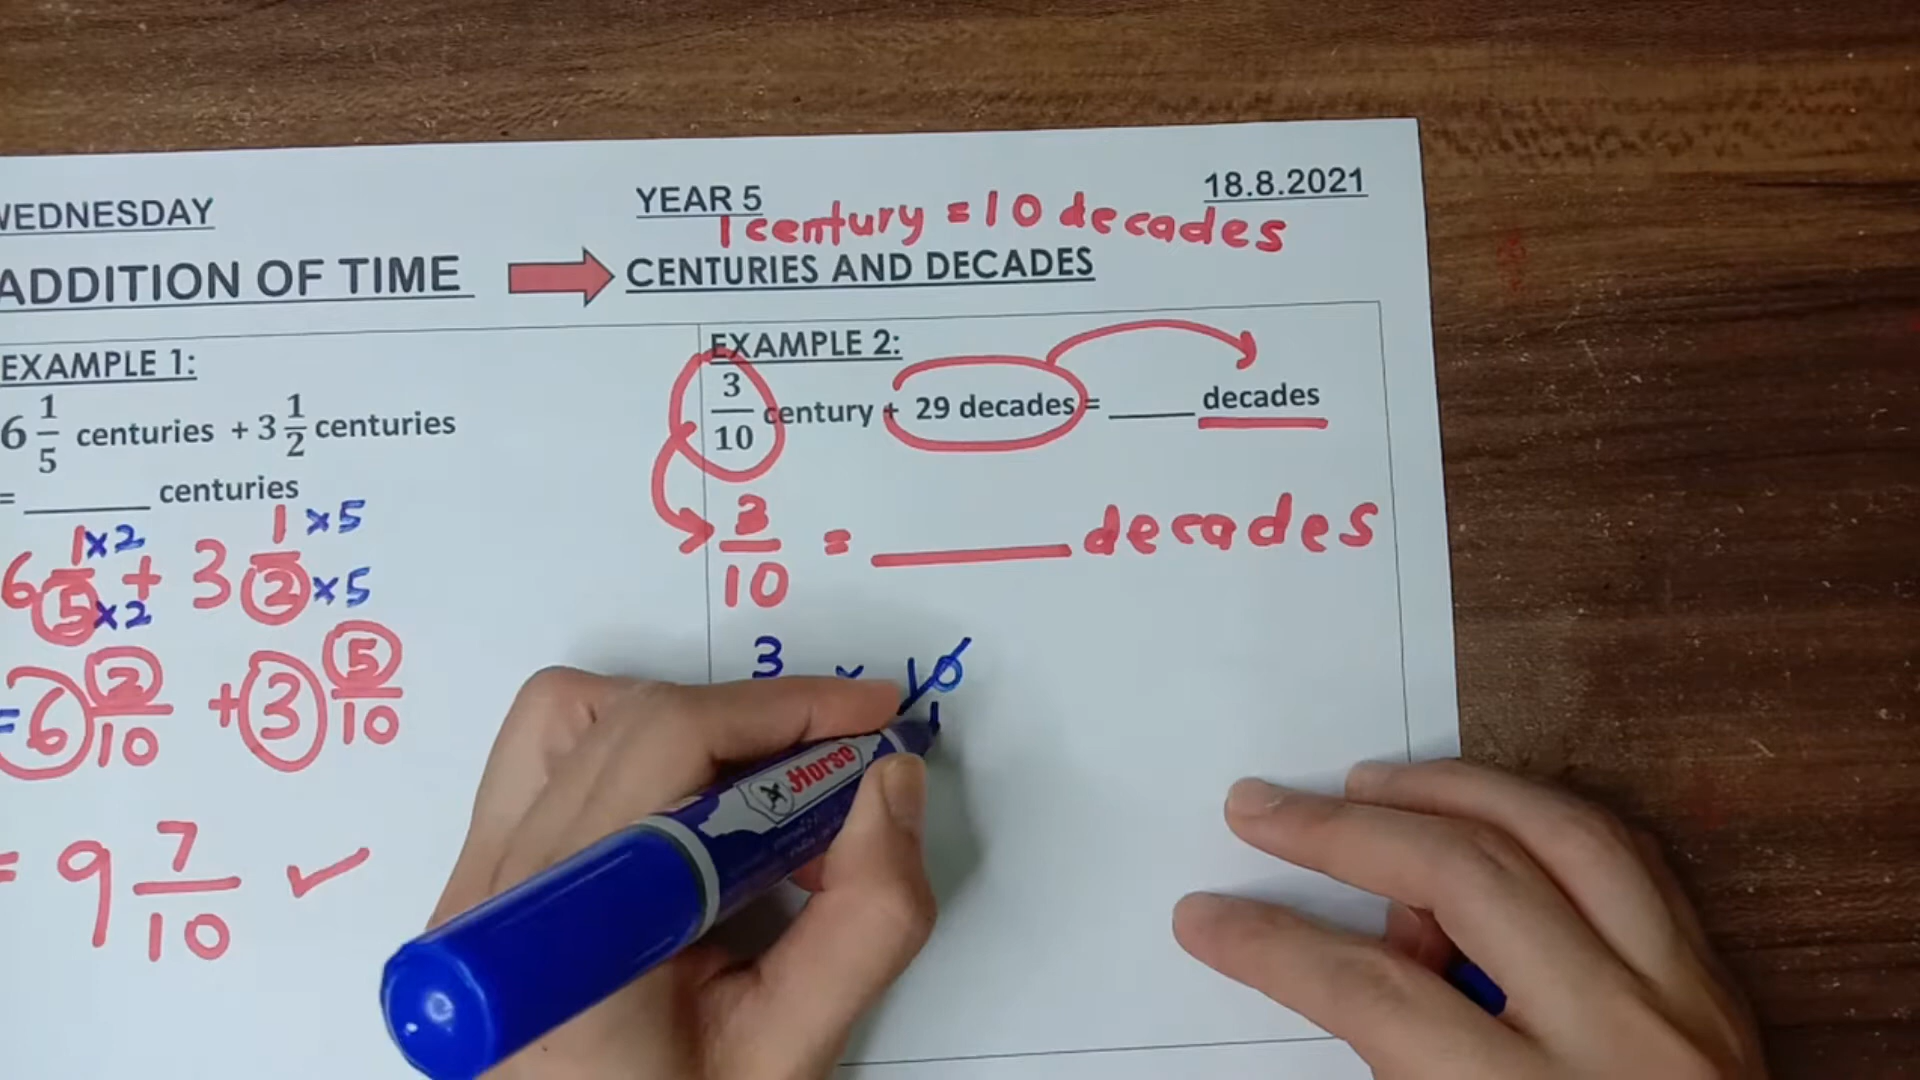 WEDNESDAY
YEAR 5
18.8.2021
1 century = 10 decades
ADDITION OF TIME
CENTURIES AND DECADES
EXAMPLE 1:
6 1/5 centuries + 3 1/2 centuries
= ______ centuries
6 1×2/5×2 + 3 1×5/2×5
= 6 2/10 + 3 5/10
= 9 7/10 ✓
EXAMPLE 2:
3/10 century + 29 decades = _____ decades
3/10 = _____ decades
3 × 10
1
Horse